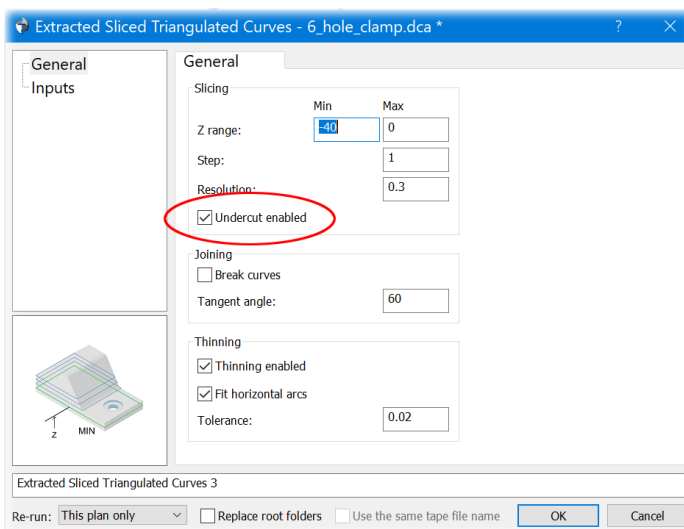 Extracted Sliced Triangulated Curves - 6_hole_clamp.dca * ?
General
Inputs
General
Slicing
Min Max
Z range: -40 0
Step: 1
Resolution: 0.3
Undercut enabled
Joining
Break curves
Tangent angle: 60
Thinning
Thinning enabled
Fit horizontal arcs
Tolerance: 0.02
Z MIN
Extracted Sliced Triangulated Curves 3
Re-run: This plan only Replace root folders Use the same tape file name OK Cancel